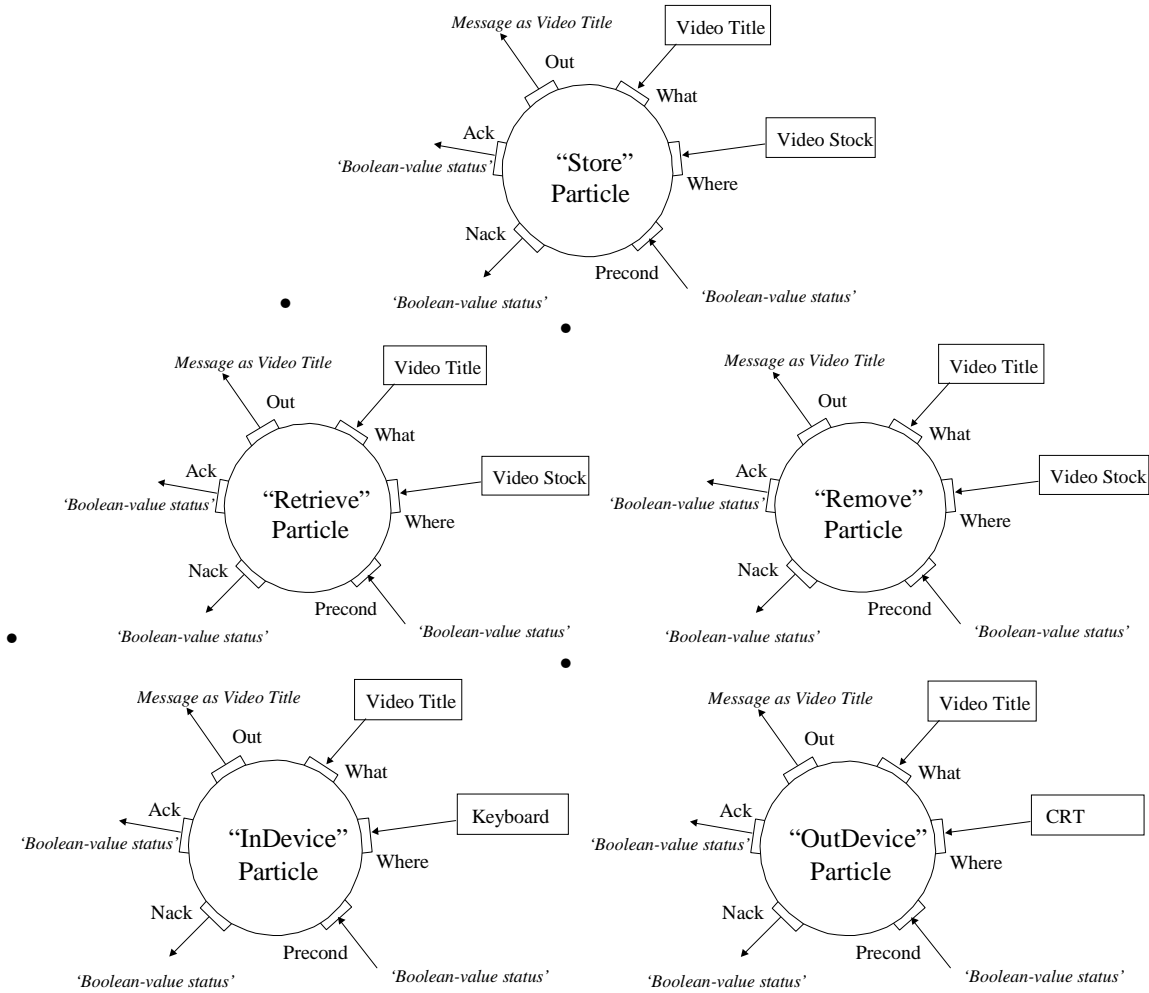 Message as Video Title
Video Title
Out
What
Ack
Video Stock
'Boolean-value status'
“Store”
Particle
Where
Nack
Precond
'Boolean-value status'
'Boolean-value status'
Message as Video Title
Video Title
Out
What
Ack
Video Stock
'Boolean-value status'
“Retrieve”
Particle
Where
Nack
Precond
'Boolean-value status'
'Boolean-value status'
Message as Video Title
Video Title
Out
What
Ack
Video Stock
'Boolean-value status'
“Remove”
Particle
Where
Nack
Precond
'Boolean-value status'
'Boolean-value status'
Message as Video Title
Video Title
Out
What
Ack
Keyboard
'Boolean-value status'
“InDevice”
Particle
Where
Nack
Precond
'Boolean-value status'
'Boolean-value status'
Message as Video Title
Video Title
Out
What
Ack
CRT
'Boolean-value status'
“OutDevice”
Particle
Where
Nack
Precond
'Boolean-value status'
'Boolean-value status'